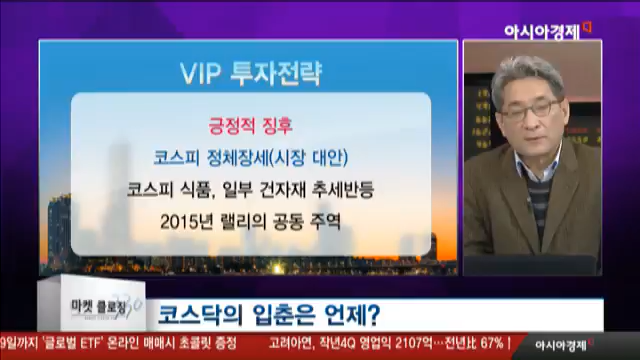 아시아경제
VIP 투자전략
긍정적 징후
코스피 정체장세(시장 대안)
코스피 식품, 일부 건자재 추세반등
2015년 랠리의 공동 주역
마켓 클로징
코스닥의 입춘은 언제?
9일까지 '글로벌 ETF' 온라인 매매시 초콜릿 증정
고려아연, 작년4Q 영업익 2107억…전년比 67%
아시아경제